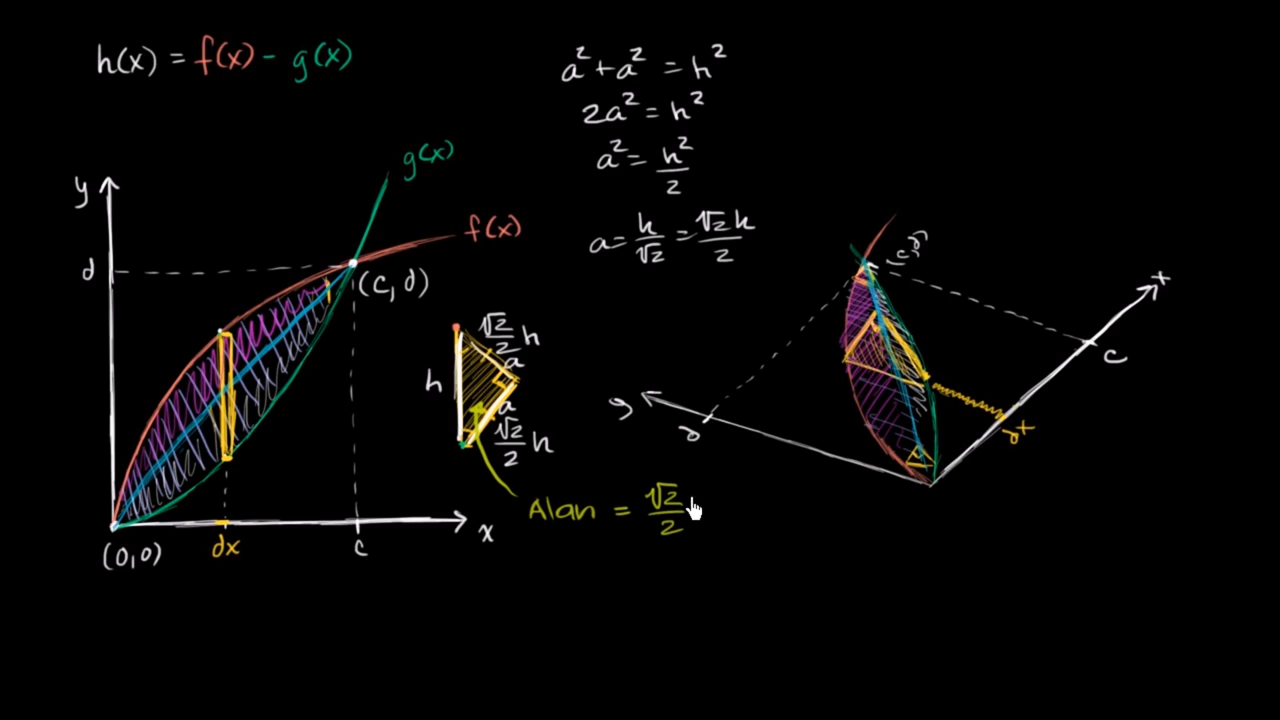 h(x) = f(x) - g(x)
a² + a² = h²
2a² = h²
a² = h²/2
a = h/√2 = √2h/2
y
g(x)
f(x)
d
(c, d)
(0,0)
dx
c
x
h
√2/2 h
a
a
√2/2 h
Alan = √2/2
(c,d)
x
c
y
d
dx